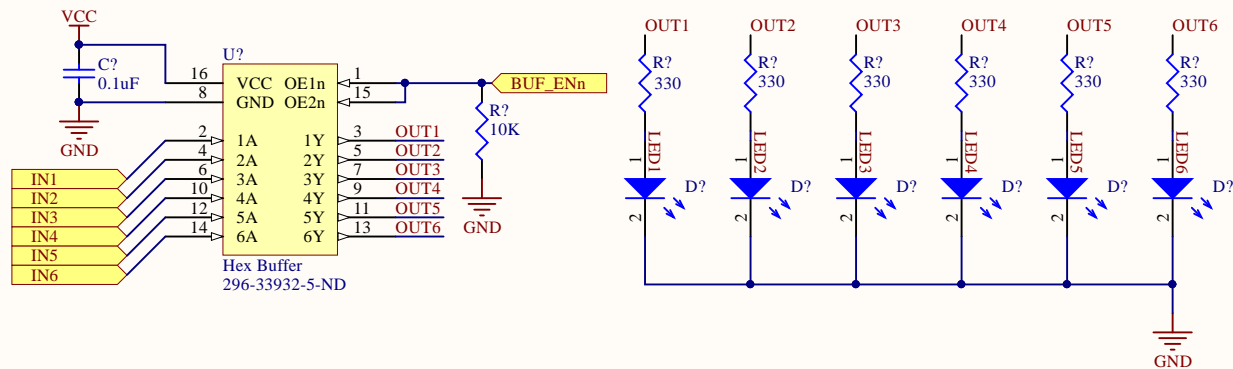 VCC
C?
0.1uF
GND
U?
16 VCC OE1n 1
8 GND OE2n 15
2 1A 1Y 3 OUT1
4 2A 2Y 5 OUT2
6 3A 3Y 7 OUT3
10 4A 4Y 9 OUT4
12 5A 5Y 11 OUT5
14 6A 6Y 13 OUT6
Hex Buffer
296-33932-5-ND
IN1
IN2
IN3
IN4
IN5
IN6
BUF_ENn
R?
10K
GND
OUT1 OUT2 OUT3 OUT4 OUT5 OUT6
R? R? R? R? R? R?
330 330 330 330 330 330
LED1 LED2 LED3 LED4 LED5 LED6
1 1 1 1 1 1
D? D? D? D? D? D?
2 2 2 2 2 2
GND